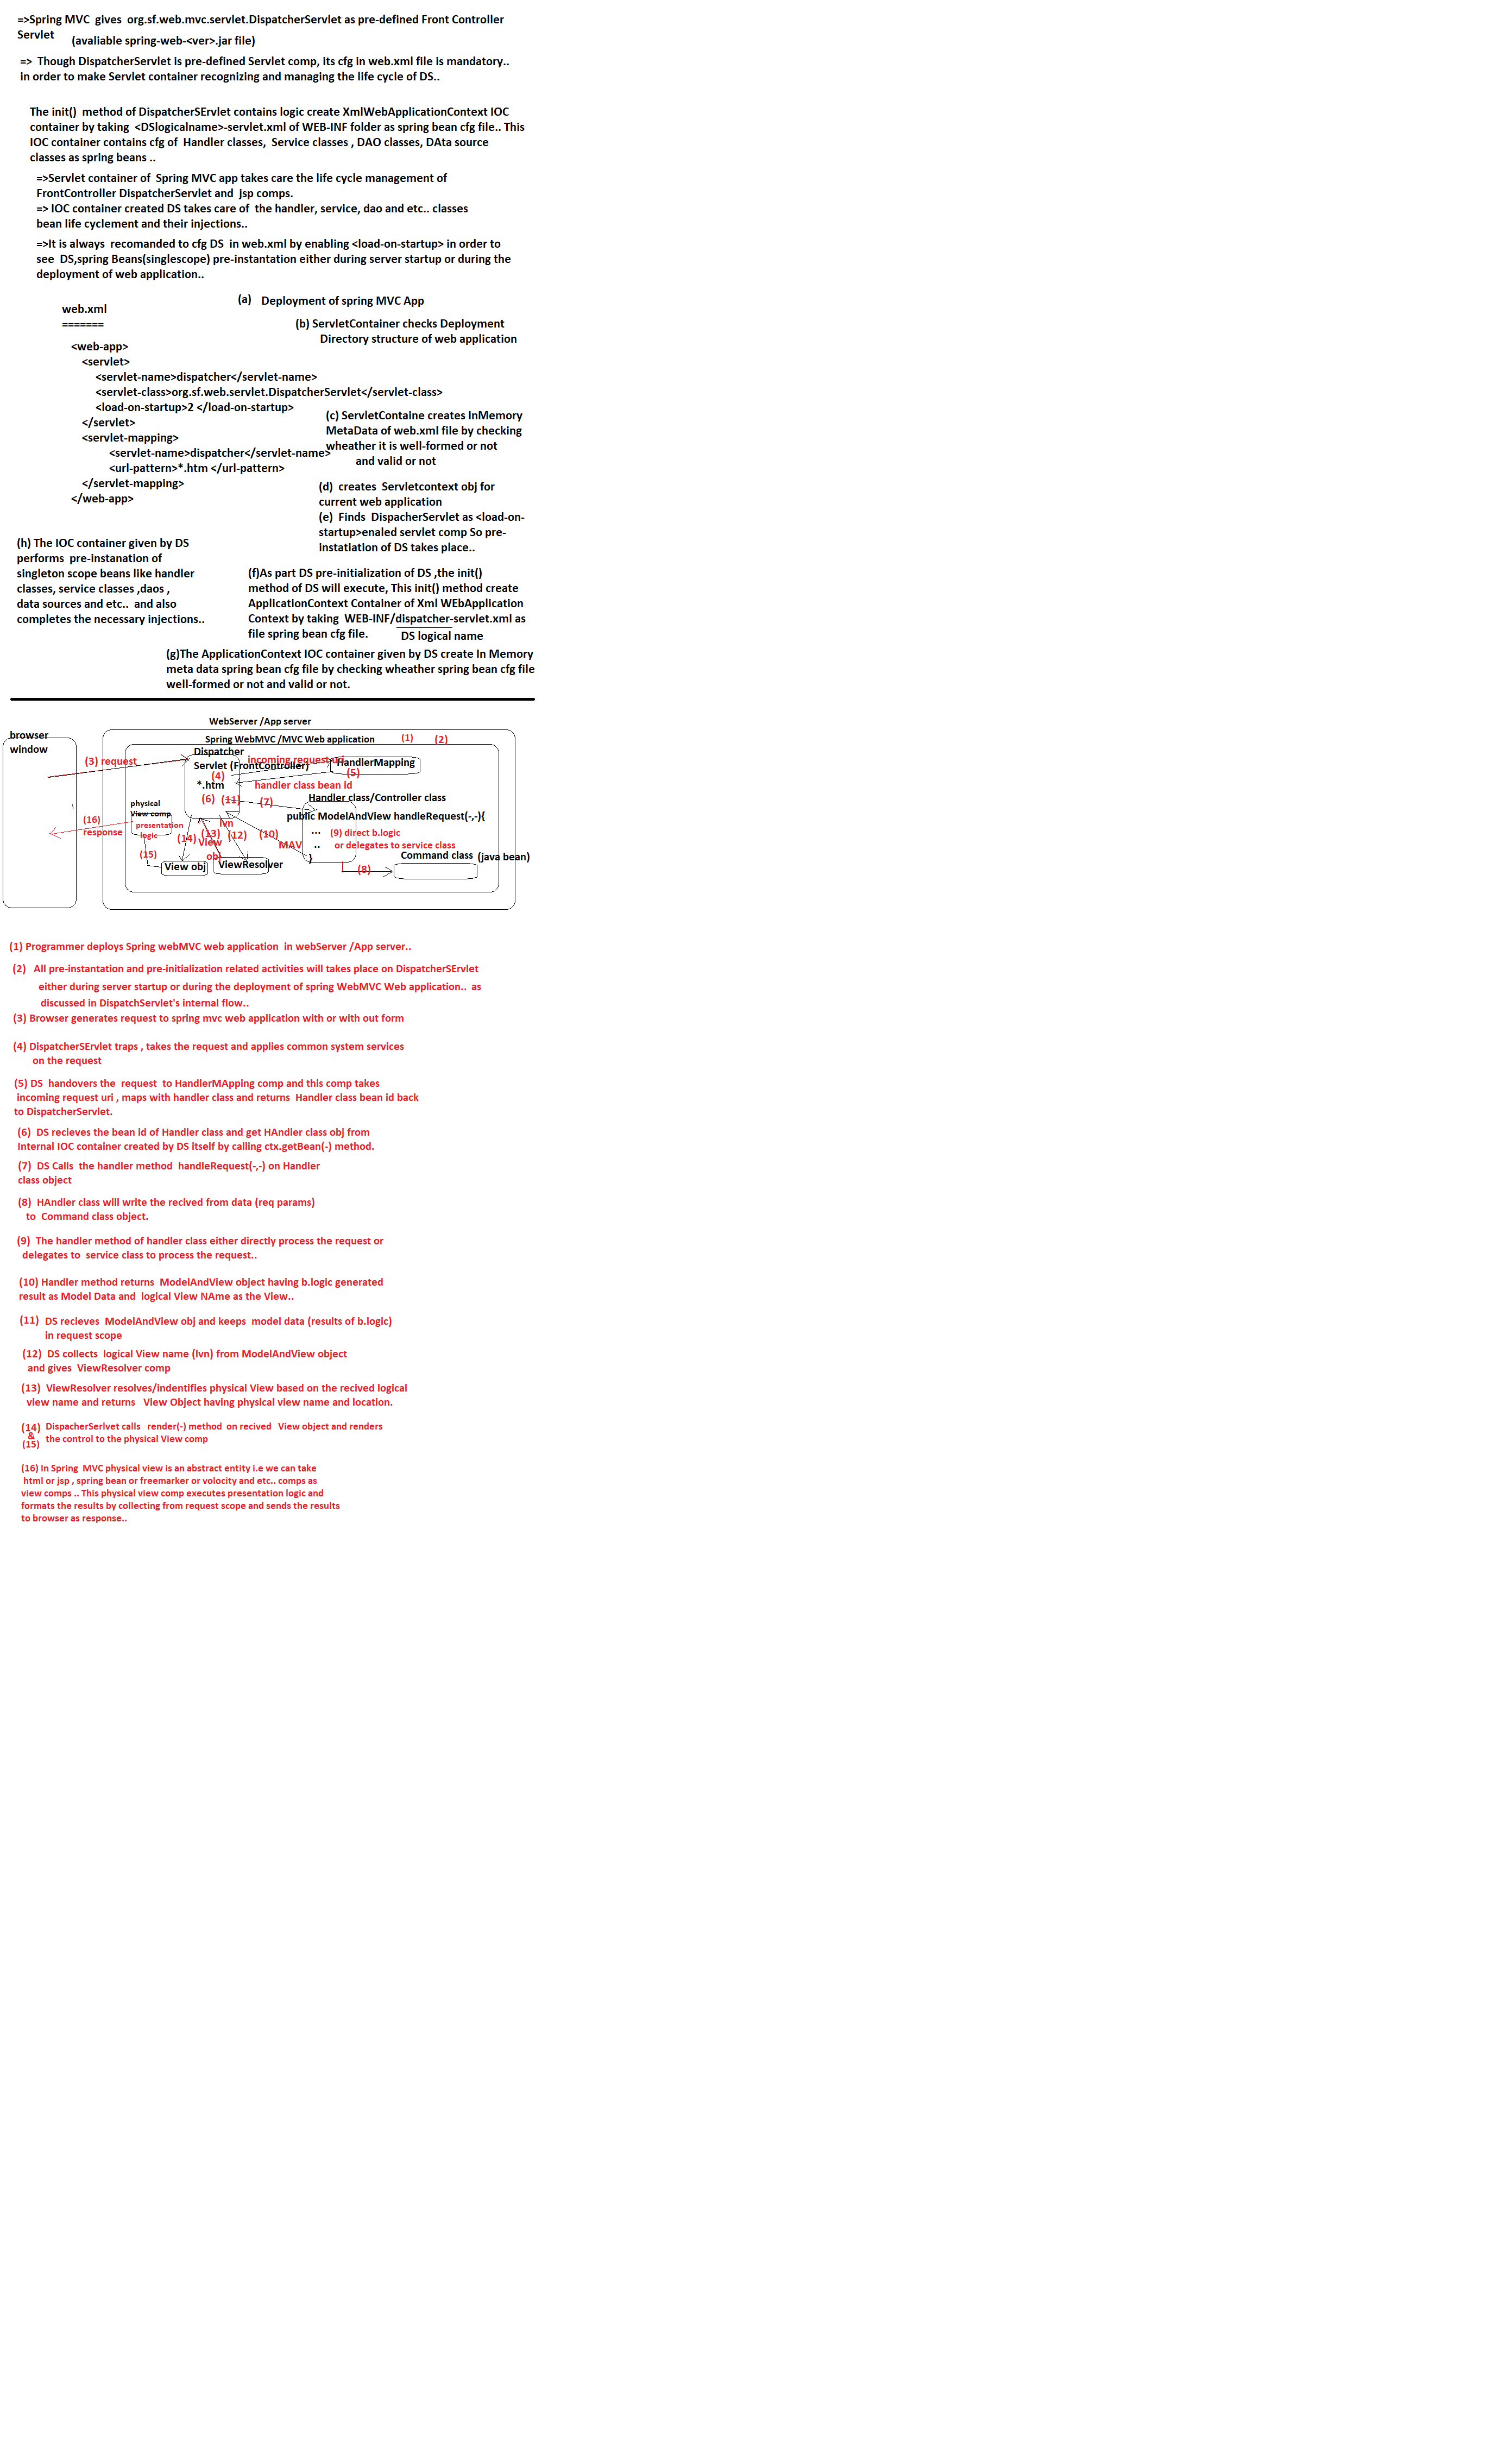 =>Spring MVC  gives  org.sf.web.mvc.servlet.DispatcherServlet as pre-defined Front Controller
Servlet
(avaliable spring-web-<ver>.jar file)
=>  Though DispatcherServlet is pre-defined Servlet comp, its cfg in web.xml file is mandatory..
in order to make Servlet container recognizing and managing the life cycle of DS..
The init()  method of DispatcherSErvlet contains logic create XmlWebApplicationContext IOC
container by taking  <DSlogicalname>-servlet.xml of WEB-INF folder as spring bean cfg file.. This
IOC container contains cfg of  Handler classes,  Service classes , DAO classes, DAta source
classes as spring beans ..
=>Servlet container of  Spring MVC app takes care the life cycle management of
FrontController DispatcherServlet and  jsp comps.
=> IOC container created DS takes care of  the handler, service, dao and etc.. classes
bean life cyclement and their injections..
=>It is always  recomanded to cfg DS  in web.xml by enabling <load-on-startup> in order to
see  DS,spring Beans(singlescope) pre-instantation either during server startup or during the
deployment of web application..
web.xml
=======
<web-app>
<servlet>
<servlet-name>dispatcher</servlet-name>
<servlet-class>org.sf.web.servlet.DispatcherServlet</servlet-class>
<load-on-startup>2 </load-on-startup>
</servlet>
<servlet-mapping>
<servlet-name>dispatcher</servlet-name>
<url-pattern>*.htm </url-pattern>
</servlet-mapping>
</web-app>
(a)   Deployment of spring MVC App
(b) ServletContainer checks Deployment
Directory structure of web application
(c) ServletContaine creates InMemory
MetaData of web.xml file by checking
wheather it is well-formed or not
and valid or not
(d)  creates  Servletcontext obj for
current web application
(e)  Finds  DispacherServlet as <load-on-
startup>enaled servlet comp So pre-
instatiation of DS takes place..
(f)As part DS pre-initialization of DS ,the init()
method of DS will execute, This init() method create
ApplicationContext Container of Xml WEbApplication
Context by taking  WEB-INF/dispatcher-servlet.xml as
file spring bean cfg file.
DS logical name
(g)The ApplicationContext IOC container given by DS create In Memory
meta data spring bean cfg file by checking wheather spring bean cfg file
well-formed or not and valid or not.
(h) The IOC container given by DS
performs  pre-instanation of
singleton scope beans like handler
classes, service classes ,daos ,
data sources and etc..  and also
completes the necessary injections..
WebServer /App server
browser
window
Spring WebMVC /MVC Web application
(1)
(2)
Dispatcher
Servlet (FrontController)
(3) request
incoming request uri
HandlerMapping
(4)
(5)
*.htm
handler class bean id
(6)
(11)
(7)
Handler class/Controller class
physical
View comp
public ModelAndView handleRequest(-,-){
(16)
response
presentation
logic
lvn
(14)
(13)
View
obj
(12)
(10)
MAV
...
(9) direct b.logic
..
or delegates to service class
}
(15)
View obj
ViewResolver
(8)
Command class
(java bean)
(1) Programmer deploys Spring webMVC web application  in webServer /App server..
(2)   All pre-instantation and pre-initialization related activities will takes place on DispatcherSErvlet
either during server startup or during the deployment of spring WebMVC Web application..  as
discussed in DispatchServlet's internal flow..
(3) Browser generates request to spring mvc web application with or with out form
(4) DispatcherSErvlet traps , takes the request and applies common system services
on the request
(5) DS  handovers the  request  to HandlerMApping comp and this comp takes
incoming request uri , maps with handler class and returns  Handler class bean id back
to DispatcherServlet.
(6)  DS recieves the bean id of Handler class and get HAndler class obj from
Internal IOC container created by DS itself by calling ctx.getBean(-) method.
(7)  DS Calls  the handler method  handleRequest(-,-) on Handler
class object
(8)  HAndler class will write the recived from data (req params)
to  Command class object.
(9)  The handler method of handler class either directly process the request or
delegates to  service class to process the request..
(10) Handler method returns  ModelAndView object having b.logic generated
result as Model Data and  logical View NAme as the View..
(11)  DS recieves  ModelAndView obj and keeps  model data (results of b.logic)
in request scope
(12)  DS collects  logical View name (lvn) from ModelAndView object
and gives  ViewResolver comp
(13)  ViewResolver resolves/indentifies physical View based on the recived logical
view name and returns   View Object having physical view name and location.
(14)
&
(15)
DispacherSerlvet calls   render(-) method  on recived   View object and renders
the control to the physical View comp
(16) In Spring  MVC physical view is an abstract entity i.e we can take
html or jsp , spring bean or freemarker or volocity and etc.. comps as
view comps .. This physical view comp executes presentation logic and
formats the results by collecting from request scope and sends the results
to browser as response..